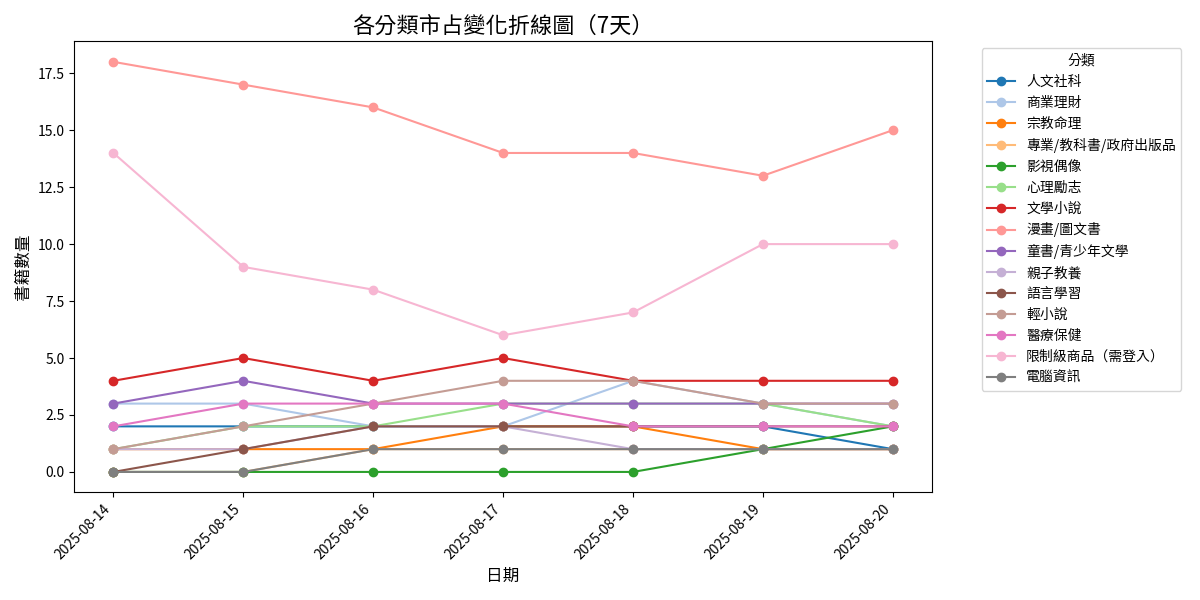 各分類市占變化折線圖（7天）
書籍數量
17.5
15.0
12.5
10.0
7.5
5.0
2.5
0.0
2025-08-14
2025-08-15
2025-08-16
2025-08-17
2025-08-18
2025-08-19
2025-08-20
日期
分類
人文社科
商業理財
宗教命理
專業/教科書/政府出版品
影視偶像
心理勵志
文學小說
漫畫/圖文書
童書/青少年文學
親子教養
語言學習
輕小說
醫療保健
限制級商品（需登入）
電腦資訊